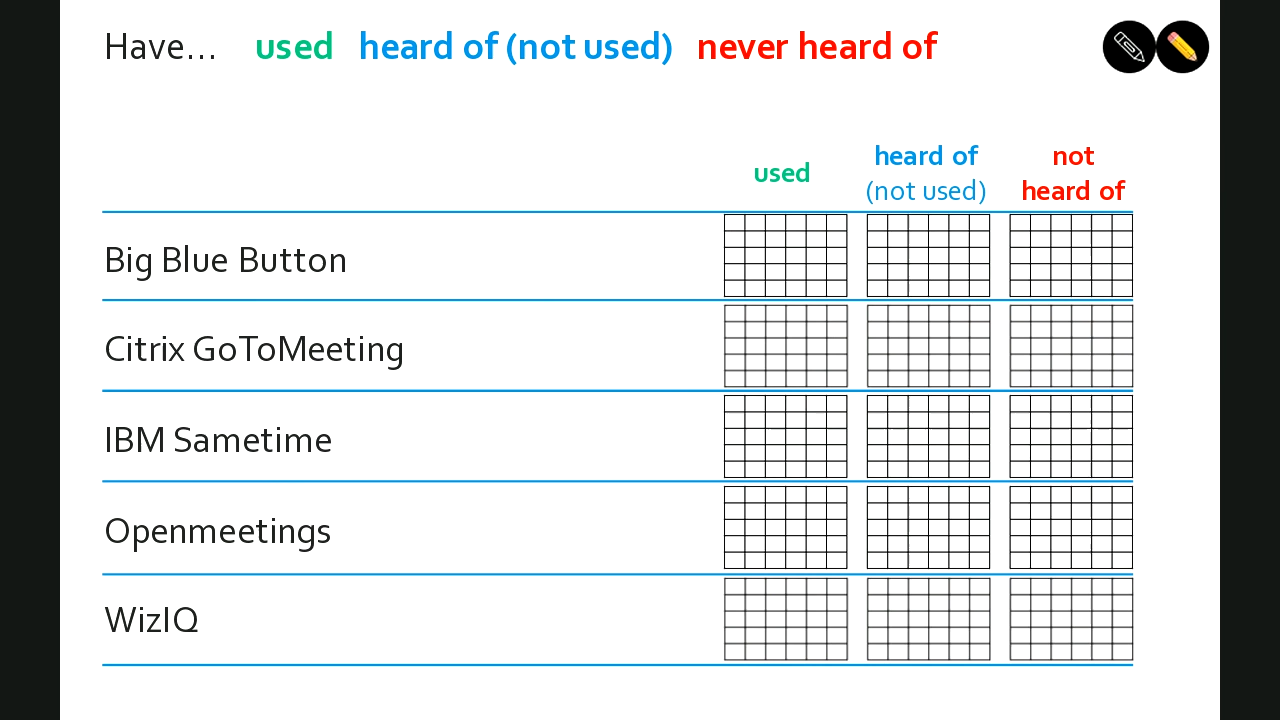 Have… used heard of (not used) never heard of
used heard of not
(not used) heard of
Big Blue Button
Citrix GoToMeeting
IBM Sametime
Openmeetings
WizIQ